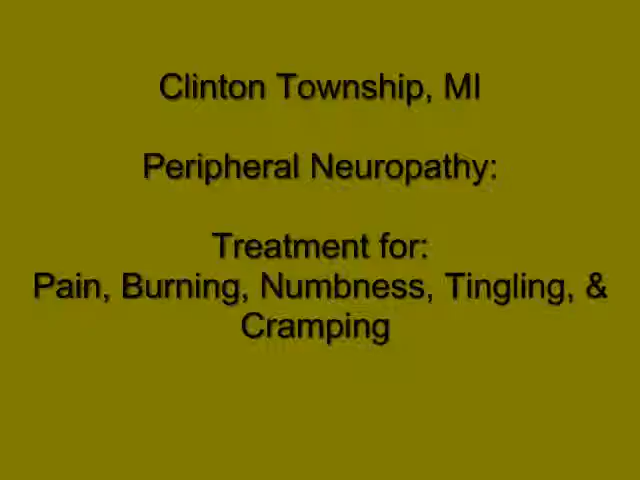 Clinton Township, MI
Peripheral Neuropathy:
Treatment for:
Pain, Burning, Numbness, Tingling, &
Cramping